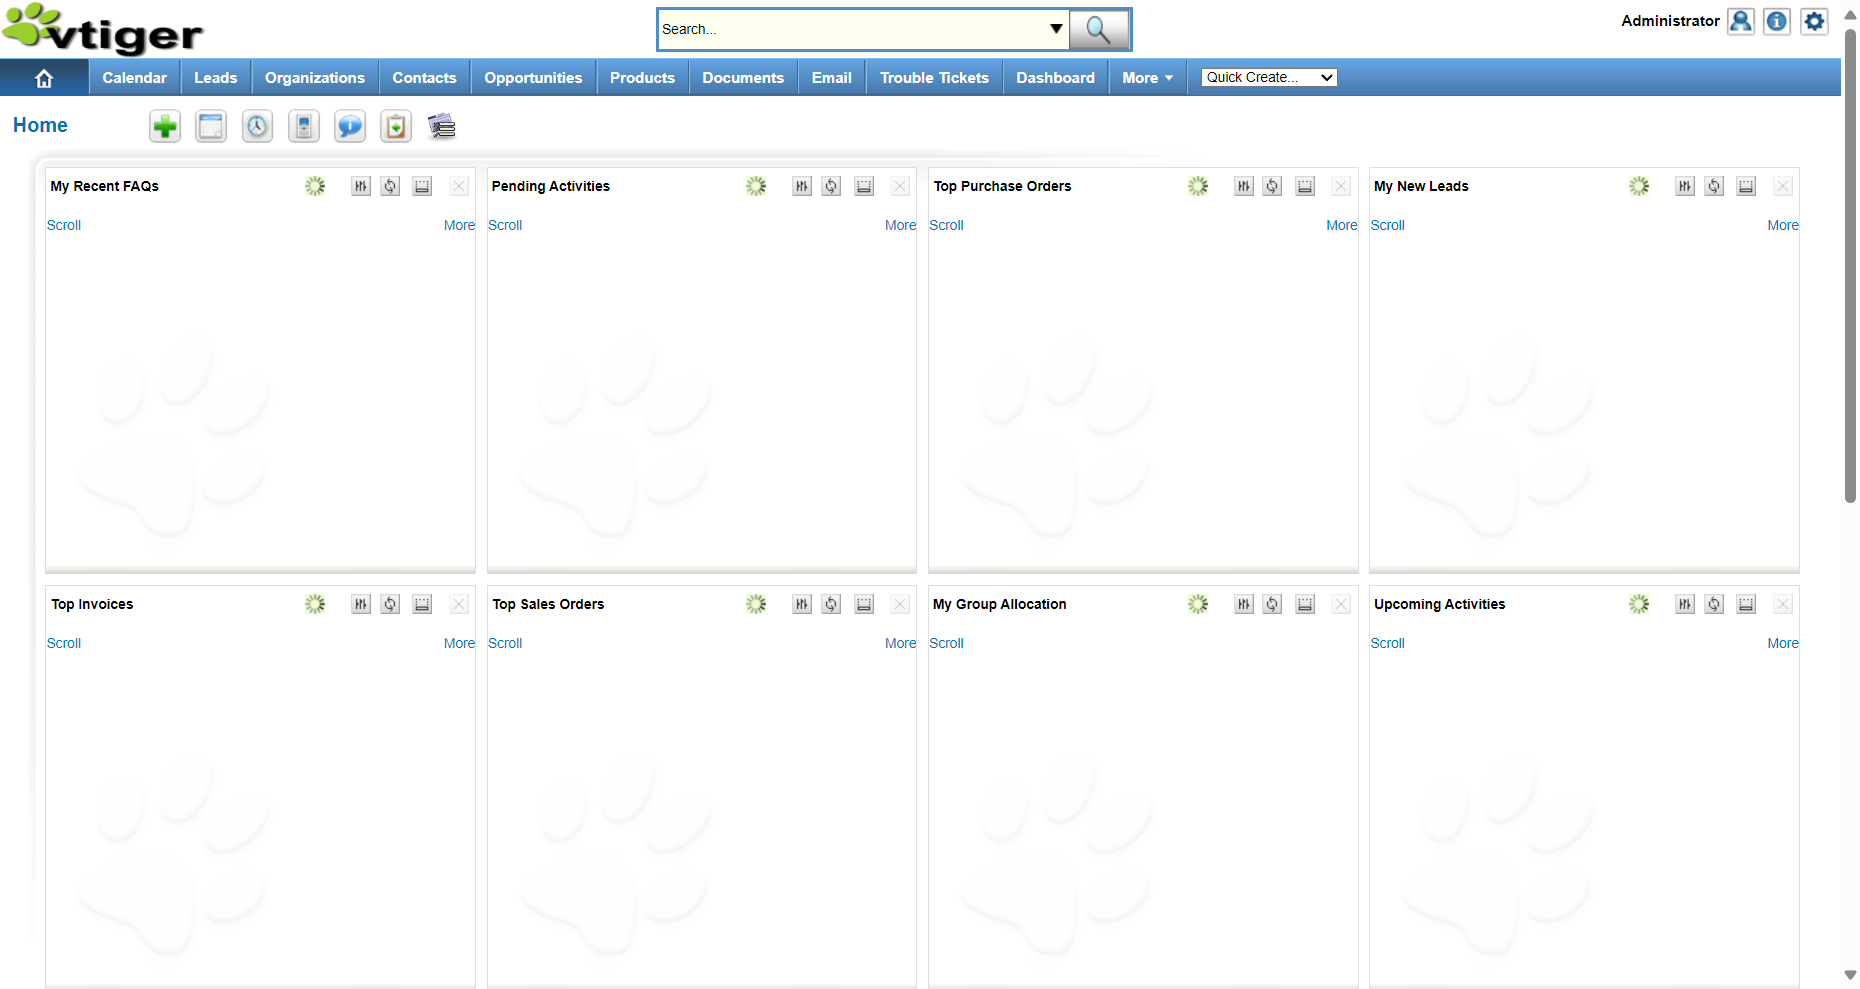 vtiger
Search...
Administrator
Calendar Leads Organizations Contacts Opportunities Products Documents Email Trouble Tickets Dashboard More Quick Create...
Home
My Recent FAQs Pending Activities Top Purchase Orders My New Leads
Scroll More Scroll More Scroll More Scroll More
Top Invoices Top Sales Orders My Group Allocation Upcoming Activities
Scroll More Scroll More Scroll Scroll More